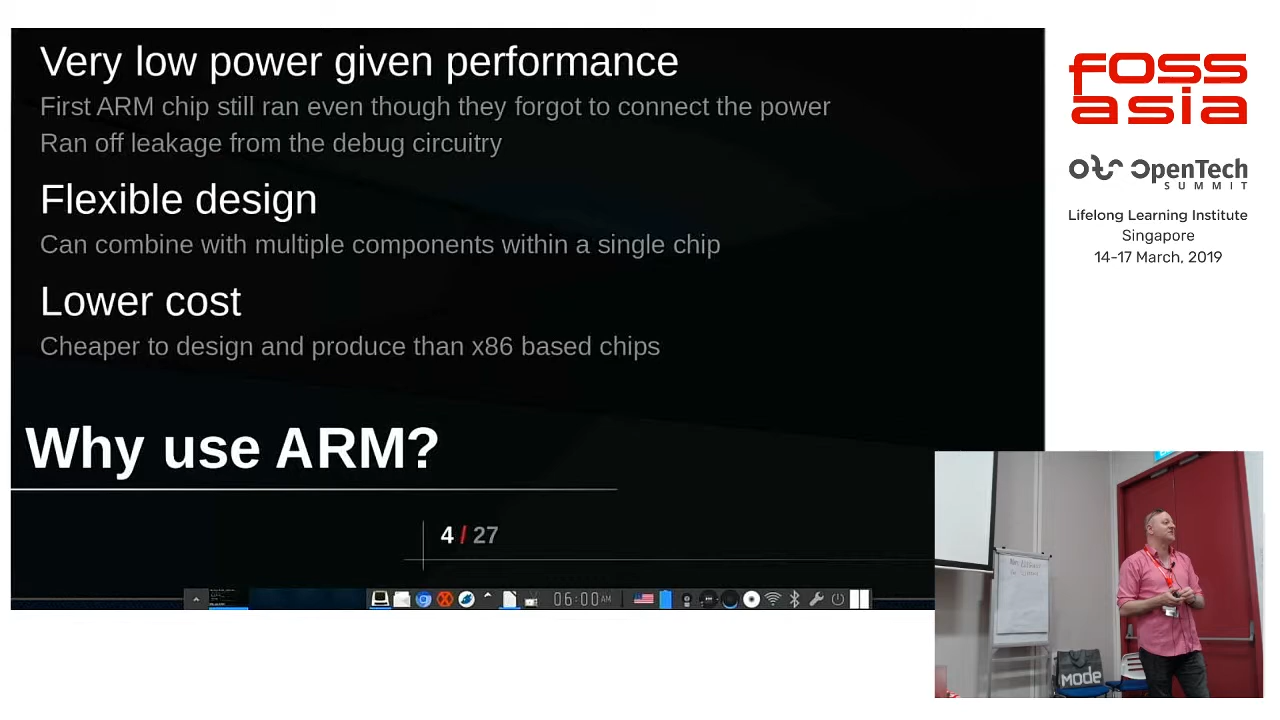 Very low power given performance
First ARM chip still ran even though they forgot to connect the power
Ran off leakage from the debug circuitry
Flexible design
Can combine with multiple components within a single chip
Lower cost
Cheaper to design and produce than x86 based chips
Why use ARM?
4 / 27
06:00AM
fOSS
asia
OpenTech
SUMMIT
Lifelong Learning Institute
Singapore
14-17 March, 2019
MODE